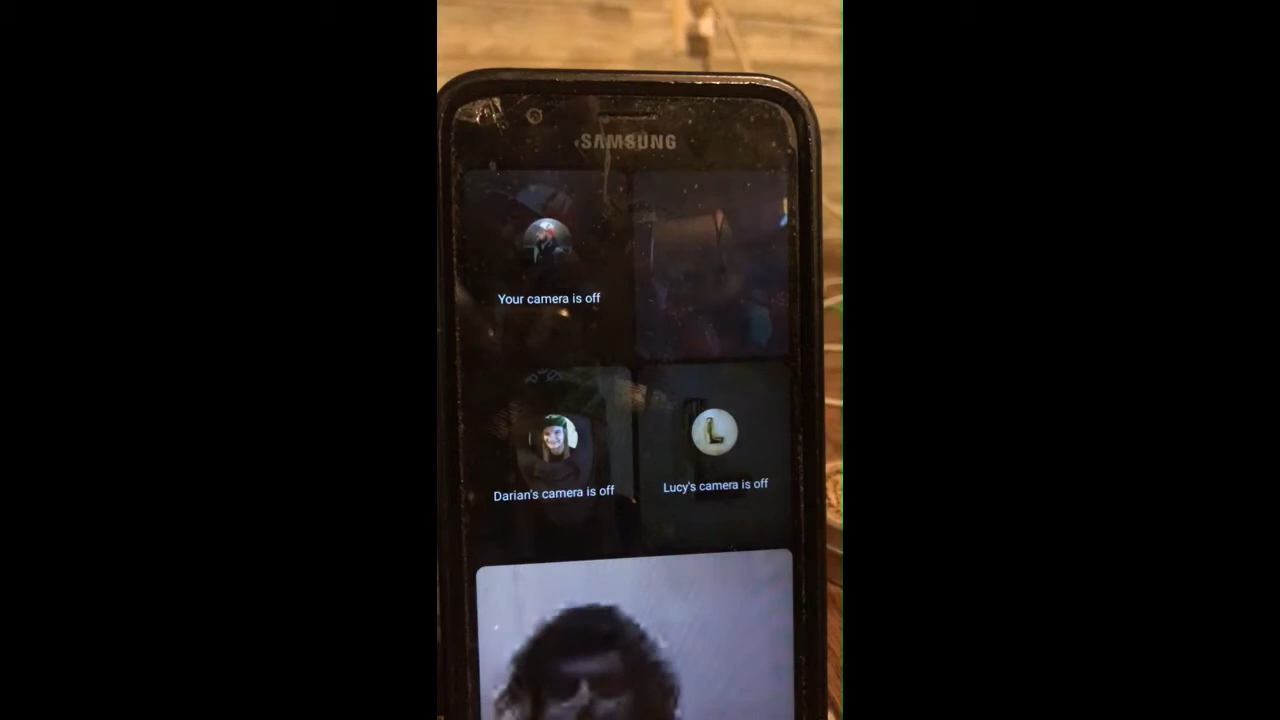 SAMSUNG
Your camera is off
Darian's camera is off
L
Lucy's camera is off